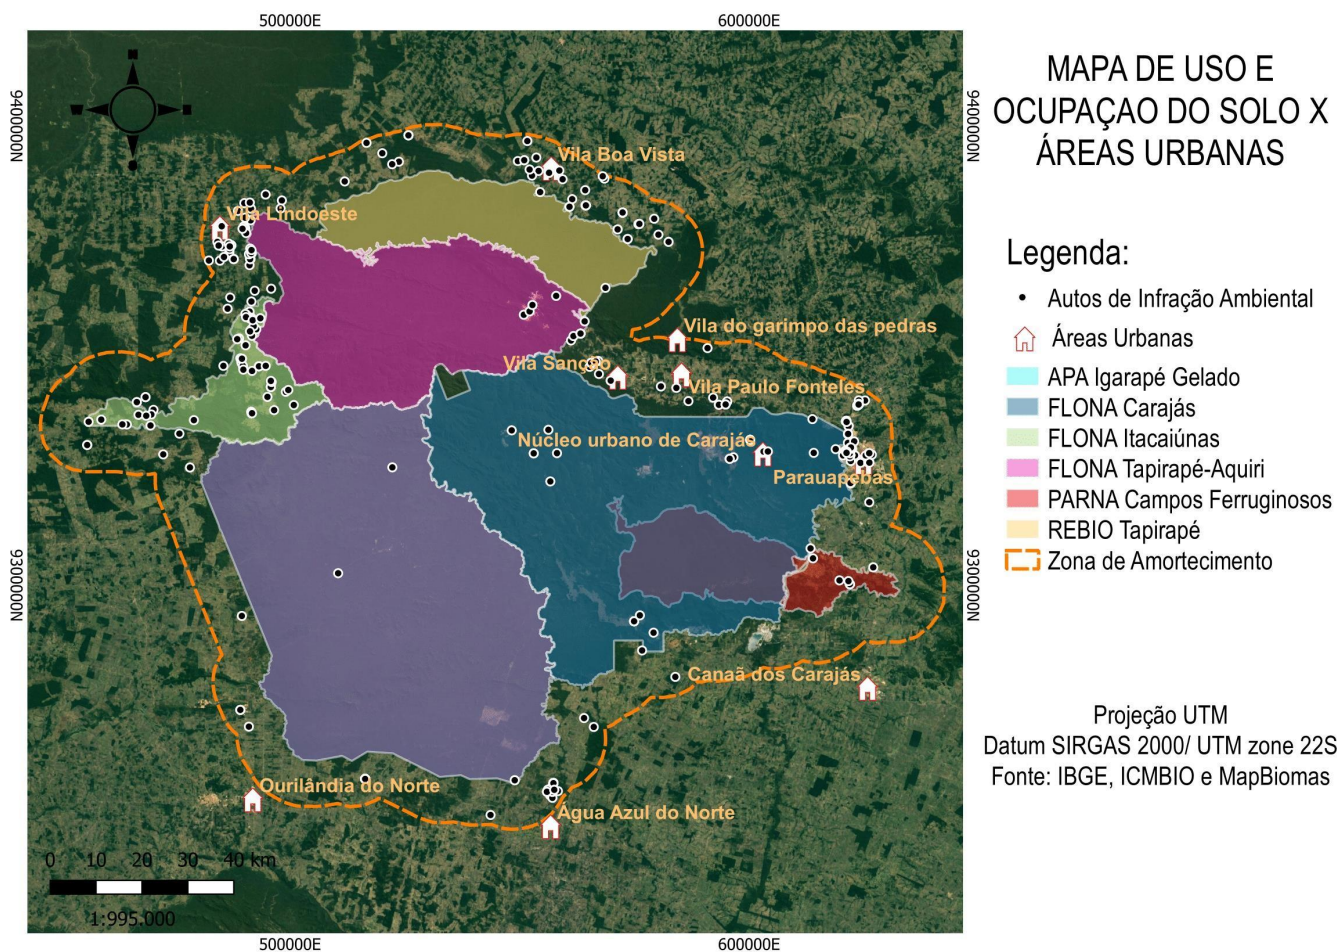 500000E
600000E
9400000N
9400000N
MAPA DE USO E
OCUPAÇAO DO SOLO X
ÁREAS URBANAS
Vila Boa Vista
Vila Lindoeste
Vila do garimpo das pedras
Vila Sanção
Vila Paulo Fonteles
Núcleo urbano de Carajás
Parauapebas
Canaã dos Carajás
Ourilândia do Norte
Água Azul do Norte
Legenda:
Autos de Infração Ambiental
Áreas Urbanas
APA Igarapé Gelado
FLONA Carajás
FLONA Itacaiúnas
FLONA Tapirapé-Aquiri
PARNA Campos Ferruginosos
REBIO Tapirapé
Zona de Amortecimento
9300000N
9300000N
Projeção UTM
Datum SIRGAS 2000/ UTM zone 22S
Fonte: IBGE, ICMBIO e MapBiomas
0 10 20 30 40 km
1:995.000
500000E
600000E